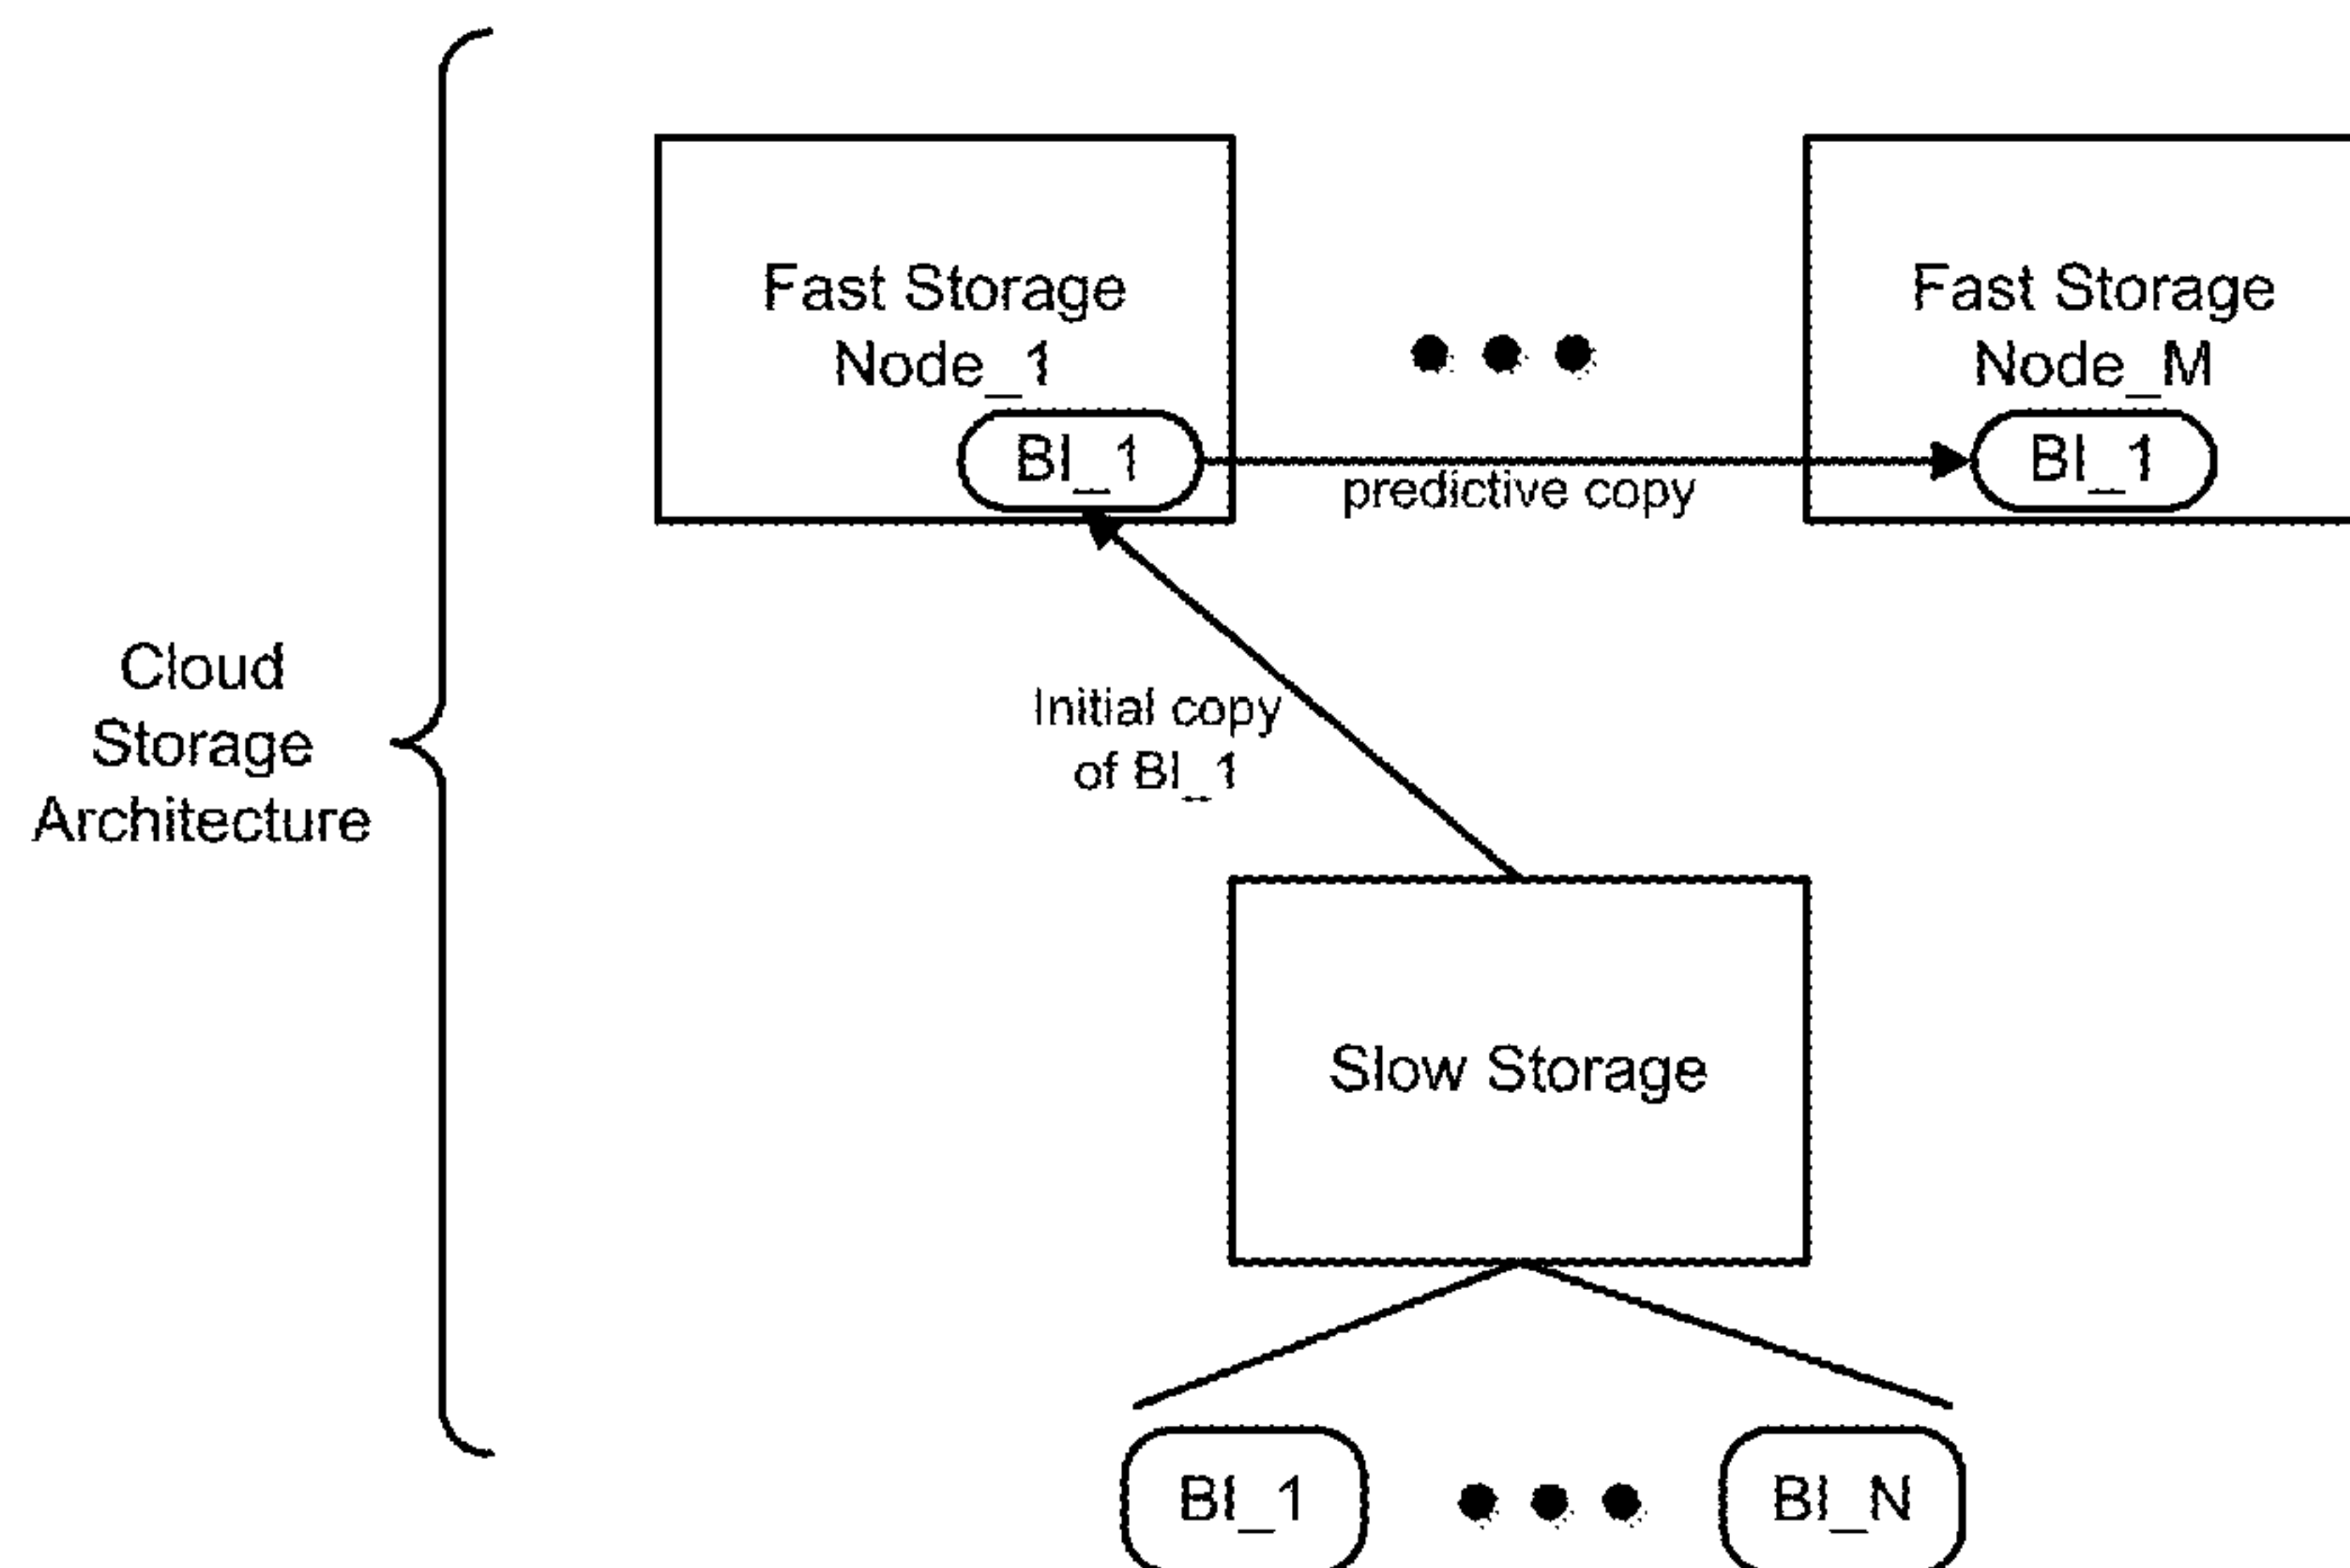 Fast Storage
Node_1
BI_1
Fast Storage
Node_M
BI_1
predictive copy
Cloud
Storage
Architecture
Initial copy
of BI_1
Slow Storage
BI_1
BI_N